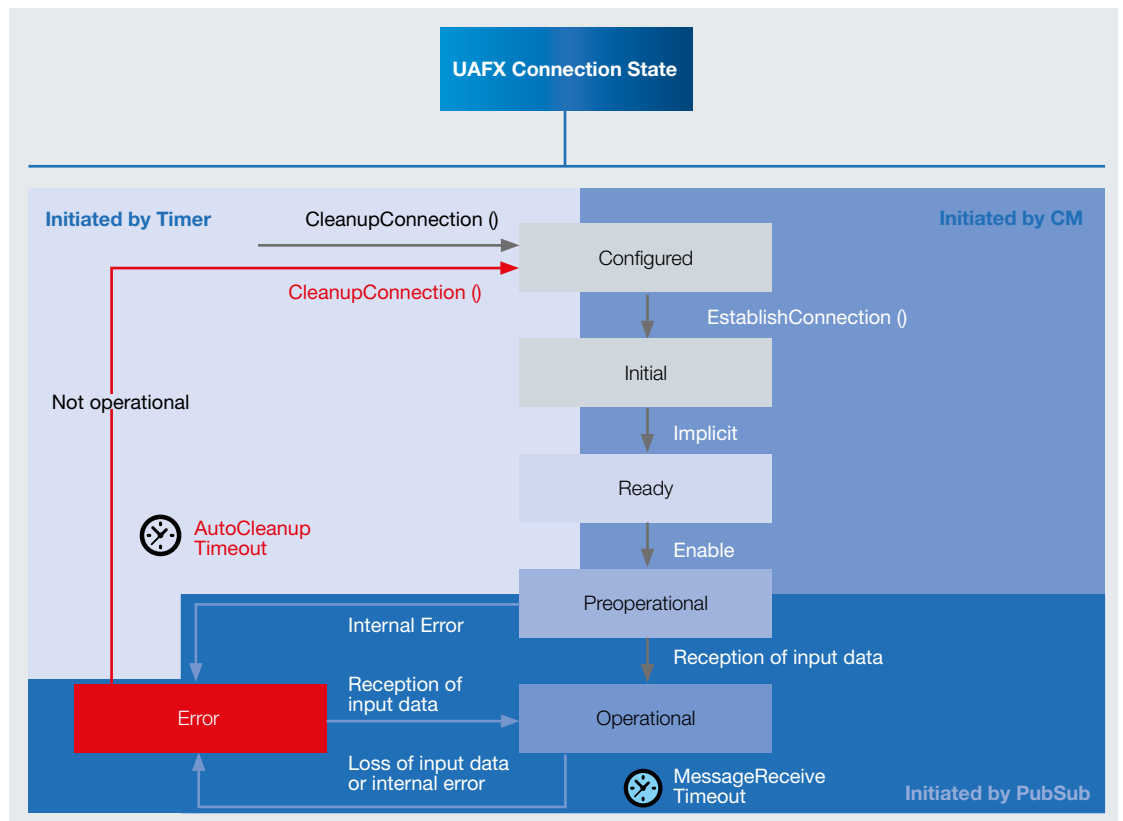 UAFX Connection State
Initiated by Timer
CleanupConnection ()
Initiated by CM
Configured
CleanupConnection ()
EstablishConnection ()
Initial
Not operational
Implicit
Ready
AutoCleanup
Timeout
Enable
Preoperational
Internal Error
Reception of input data
Reception of
input data
Error
Operational
Loss of input data
or internal error
MessageReceive
Timeout
Initiated by PubSub